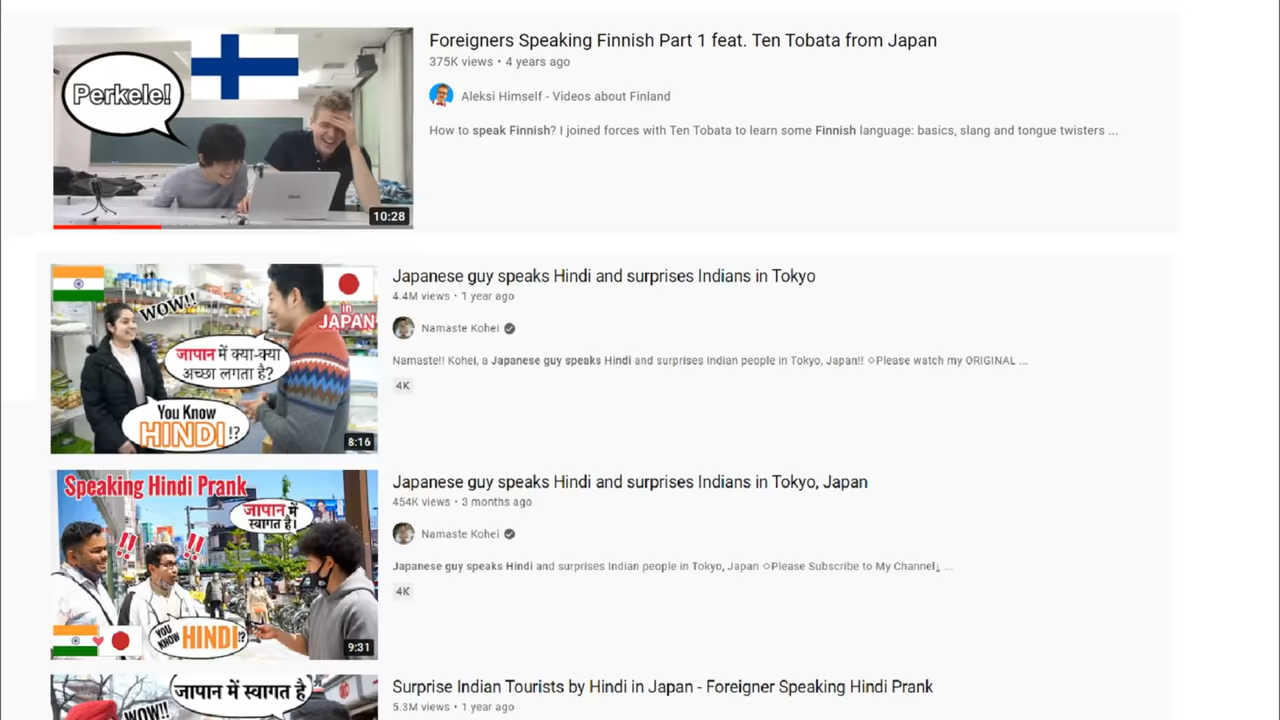 Perkele!
10:28
Foreigners Speaking Finnish Part 1 feat. Ten Tobata from Japan
375K views • 4 years ago
Aleksi Himself - Videos about Finland
How to speak Finnish? I joined forces with Ten Tobata to learn some Finnish language: basics, slang and tongue twisters ...
WOW!!
in
JAPAN
जापान में क्या-क्या
अच्छा लगता है?
You Know
HINDI!?
8:16
Japanese guy speaks Hindi and surprises Indians in Tokyo
4.4M views • 1 year ago
Namaste Kohei
Namaste!! Kohei, a Japanese guy speaks Hindi and surprises Indian people in Tokyo, Japan!! ○Please watch my ORIGINAL ...
4K
Speaking Hindi Prank
जापान में
स्वागत है।
!! !!
YOU
KNOW HINDI!?
9:31
Japanese guy speaks Hindi and surprises Indians in Tokyo, Japan
454K views • 3 months ago
Namaste Kohei
Japanese guy speaks Hindi and surprises Indian people in Tokyo, Japan ○Please Subscribe to My Channel↓ ...
4K
जापान में स्वागत है
WOW!!
Surprise Indian Tourists by Hindi in Japan - Foreigner Speaking Hindi Prank
5.3M views • 1 year ago